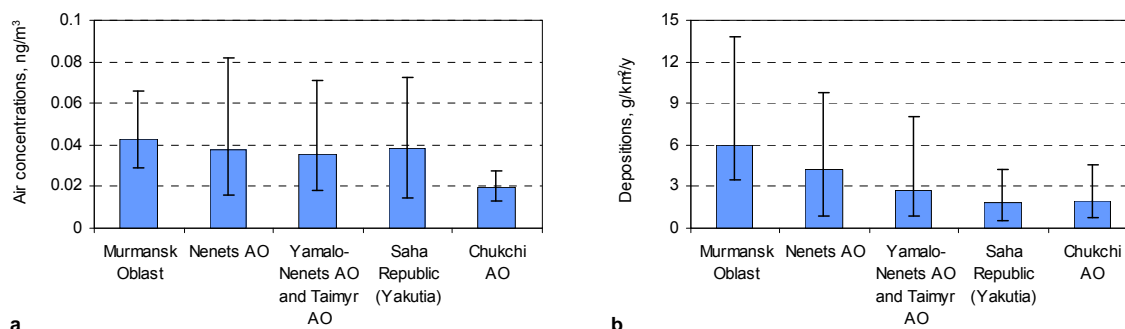 Air concentrations, ng/m³
0.1
0.08
0.06
0.04
0.02
0
Murmansk
Oblast
Nenets AO
Yamalo-
Nenets AO
and Taimyr
AO
Saha
Republic
(Yakutia)
Chukchi
AO
a
Depositions, g/km²/y
15
12
9
6
3
0
Murmansk
Oblast
Nenets AO
Yamalo-
Nenets AO
and Taimyr
AO
Saha
Republic
(Yakutia)
Chukchi
AO
b